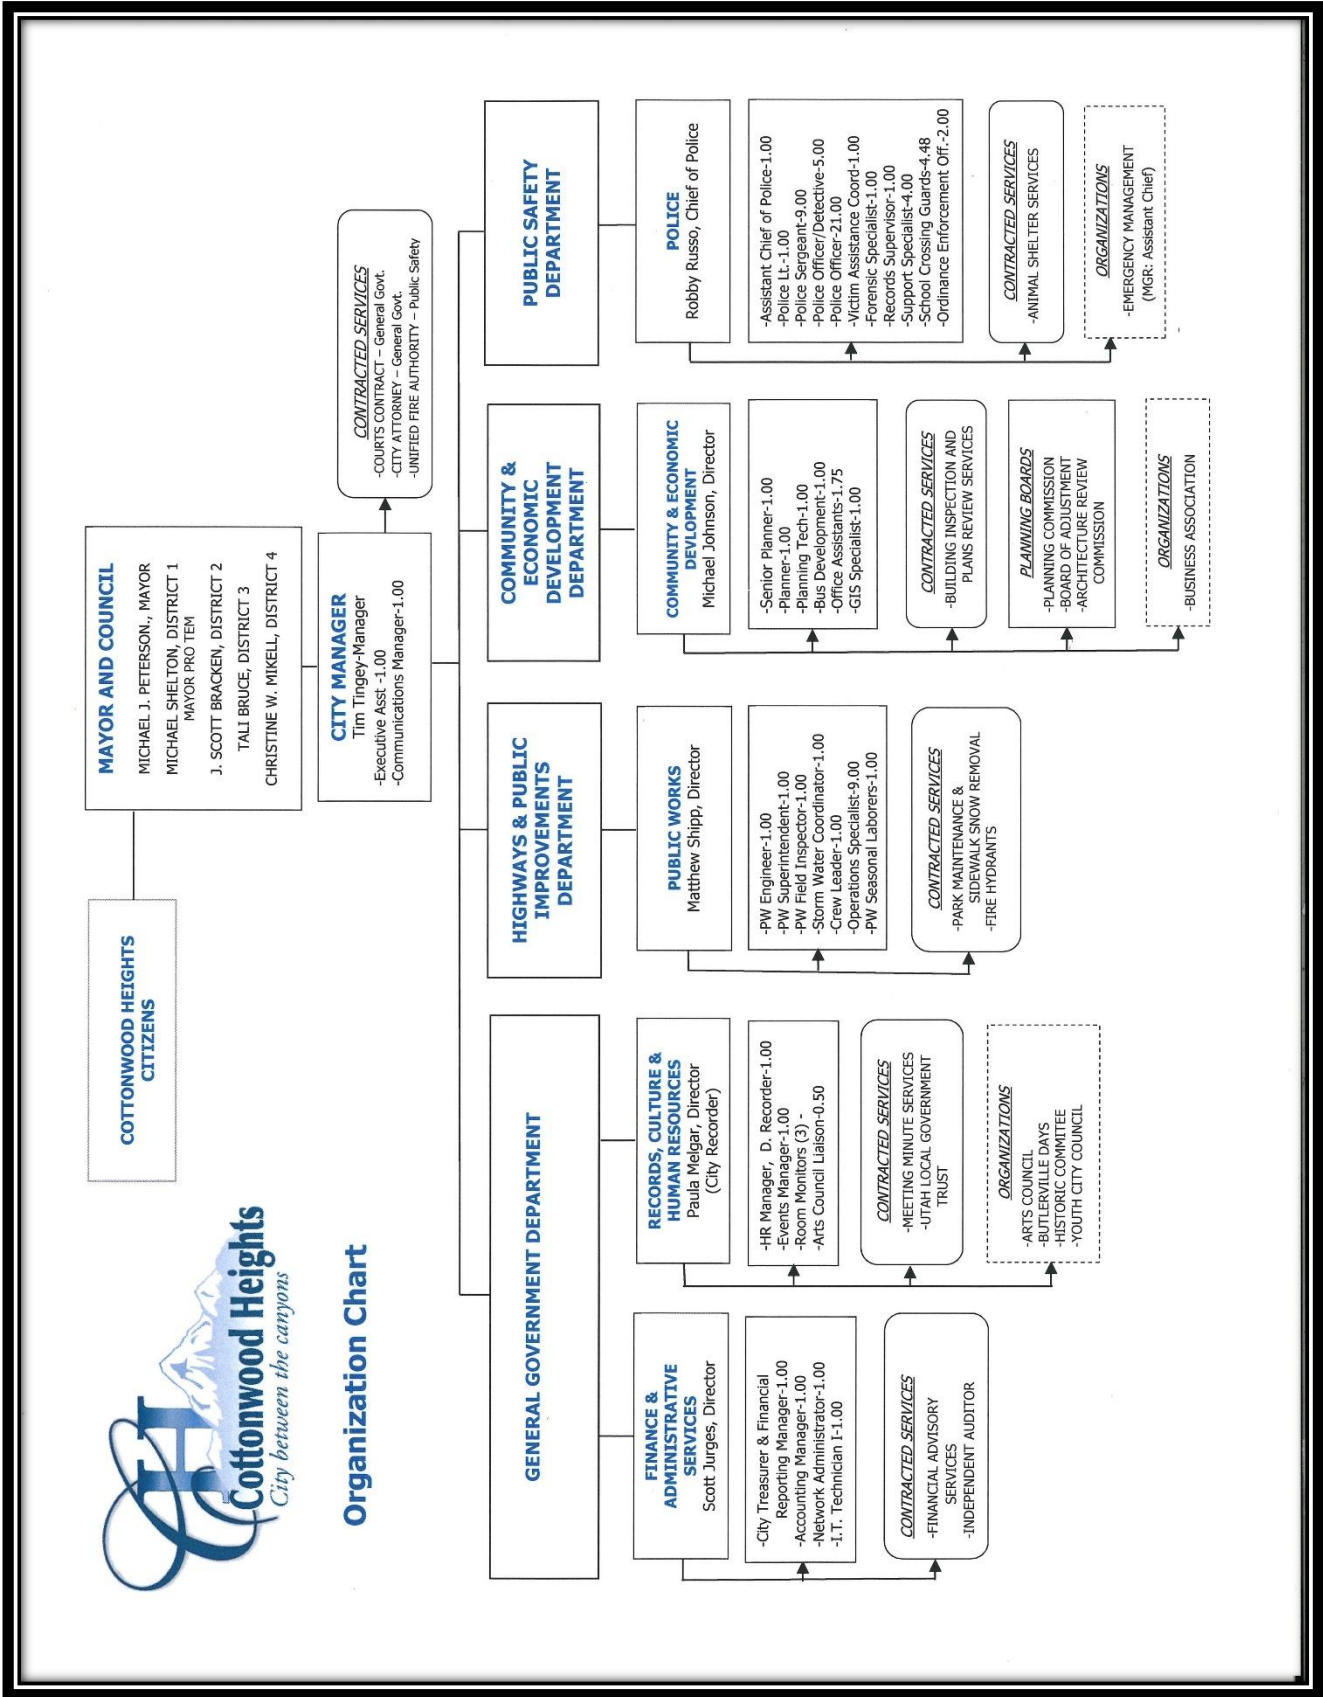 Cottonwood Heights
City between the canyons
Organization Chart
COTTONWOOD HEIGHTS
CITIZENS
MAYOR AND COUNCIL
MICHAEL J. PETERSON., MAYOR
MICHAEL SHELTON, DISTRICT 1
MAYOR PRO TEM
J. SCOTT BRACKEN, DISTRICT 2
TALI BRUCE, DISTRICT 3
CHRISTINE W. MIKELL, DISTRICT 4
CITY MANAGER
Tim Tingey-Manager
-Executive Asst -1.00
-Communications Manager-1.00
CONTRACTED SERVICES
-COURTS CONTRACT – General Govt.
-CITY ATTORNEY – General Govt.
-UNIFIED FIRE AUTHORITY – Public Safety
GENERAL GOVERNMENT DEPARTMENT
FINANCE &
ADMINISTRATIVE
SERVICES
Scott Jurges, Director
-City Treasurer & Financial
Reporting Manager-1.00
-Accounting Manager-1.00
-Network Administrator-1.00
-I.T. Technician I-1.00
CONTRACTED SERVICES
-FINANCIAL ADVISORY
SERVICES
-INDEPENDENT AUDITOR
RECORDS, CULTURE &
HUMAN RESOURCES
Paula Melgar, Director
(City Recorder)
-HR Manager, D. Recorder-1.00
-Events Manager-1.00
-Room Monitors (3) -
-Arts Council Liaison-0.50
CONTRACTED SERVICES
-MEETING MINUTE SERVICES
-UTAH LOCAL GOVERNMENT
TRUST
ORGANIZATIONS
-ARTS COUNCIL
-BUTLERVILLE DAYS
-HISTORIC COMMITEE
-YOUTH CITY COUNCIL
HIGHWAYS & PUBLIC
IMPROVEMENTS
DEPARTMENT
PUBLIC WORKS
Matthew Shipp, Director
-PW Engineer-1.00
-PW Superintendent-1.00
-PW Field Inspector-1.00
-Storm Water Coordinator-1.00
-Crew Leader-1.00
-Operations Specialist-9.00
-PW Seasonal Laborers-1.00
CONTRACTED SERVICES
-PARK MAINTENANCE &
SIDEWALK SNOW REMOVAL
-FIRE HYDRANTS
COMMUNITY &
ECONOMIC
DEVELOPMENT
DEPARTMENT
COMMUNITY & ECONOMIC
DEVLOPMENT
Michael Johnson, Director
-Senior Planner-1.00
-Planner-1.00
-Planning Tech-1.00
-Bus Development-1.00
-Office Assistants-1.75
-GIS Specialist-1.00
CONTRACTED SERVICES
-BUILDING INSPECTION AND
PLANS REVIEW SERVICES
PLANNING BOARDS
-PLANNING COMMISSION
-BOARD OF ADJUSTMENT
-ARCHITECTURE REVIEW
COMMISSION
ORGANIZATIONS
-BUSINESS ASSOCIATION
PUBLIC SAFETY
DEPARTMENT
POLICE
Robby Russo, Chief of Police
-Assistant Chief of Police-1.00
-Police Lt.-1.00
-Police Sergeant-9.00
-Police Officer/Detective-5.00
-Police Officer-21.00
-Victim Assistance Coord-1.00
-Forensic Specialist-1.00
-Records Supervisor-1.00
-Support Specialist-4.00
-School Crossing Guards-4.48
-Ordinance Enforcement Off.-2.00
CONTRACTED SERVICES
-ANIMAL SHELTER SERVICES
ORGANIZATIONS
-EMERGENCY MANAGEMENT
(MGR: Assistant Chief)